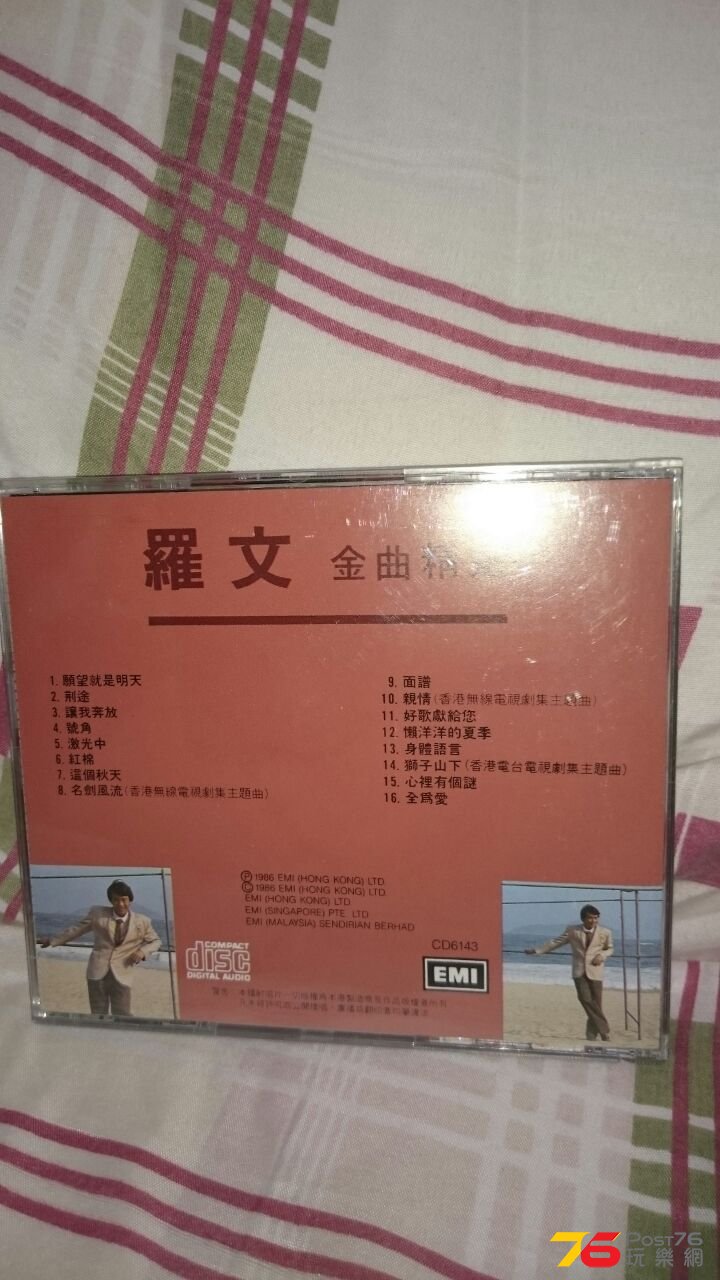 羅文 金曲精
1. 願望就是明天
2. 荆途
3. 讓我奔放
4. 號角
5. 激光中
6. 紅棉
7. 這個秋天
8. 名劍風流(香港無線電視劇集主題曲)
9. 面譜
10. 親情(香港無線電視劇集主題曲)
11. 好歌獻給您
12. 懶洋洋的夏季
13. 身體語言
14. 獅子山下(香港電台電視劇集主題曲)
15. 心裡有個謎
16. 全爲愛
Ⓟ1986 EMI (HONG KONG) LTD.
Ⓒ1986 EMI (HONG KONG) LTD.
EMI (HONG KONG) LTD
EMI (SINGAPORE) PTE LTD
EMI (MALAYSIA) SENDIRIAN BERHAD
COMPACT
disc
DIGITAL AUDIO
CD6143
EMI
76 Post76
玩樂網